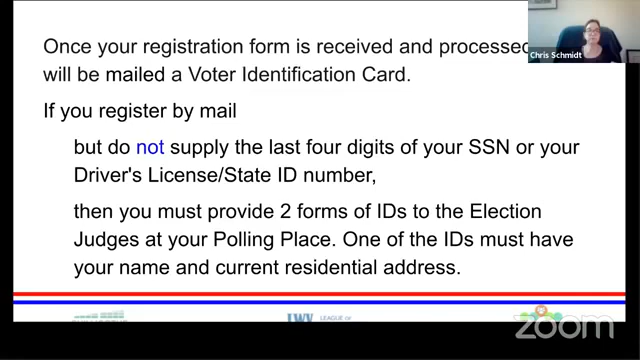 Once your registration form is received and processed
will be mailed a Voter Identification Card.
If you register by mail
but do not supply the last four digits of your SSN or your
Driver's License/State ID number,
then you must provide 2 forms of IDs to the Election
Judges at your Polling Place. One of the IDs must have
your name and current residential address.
Chris Schmidt
LWV LEAGUE OF
zoom